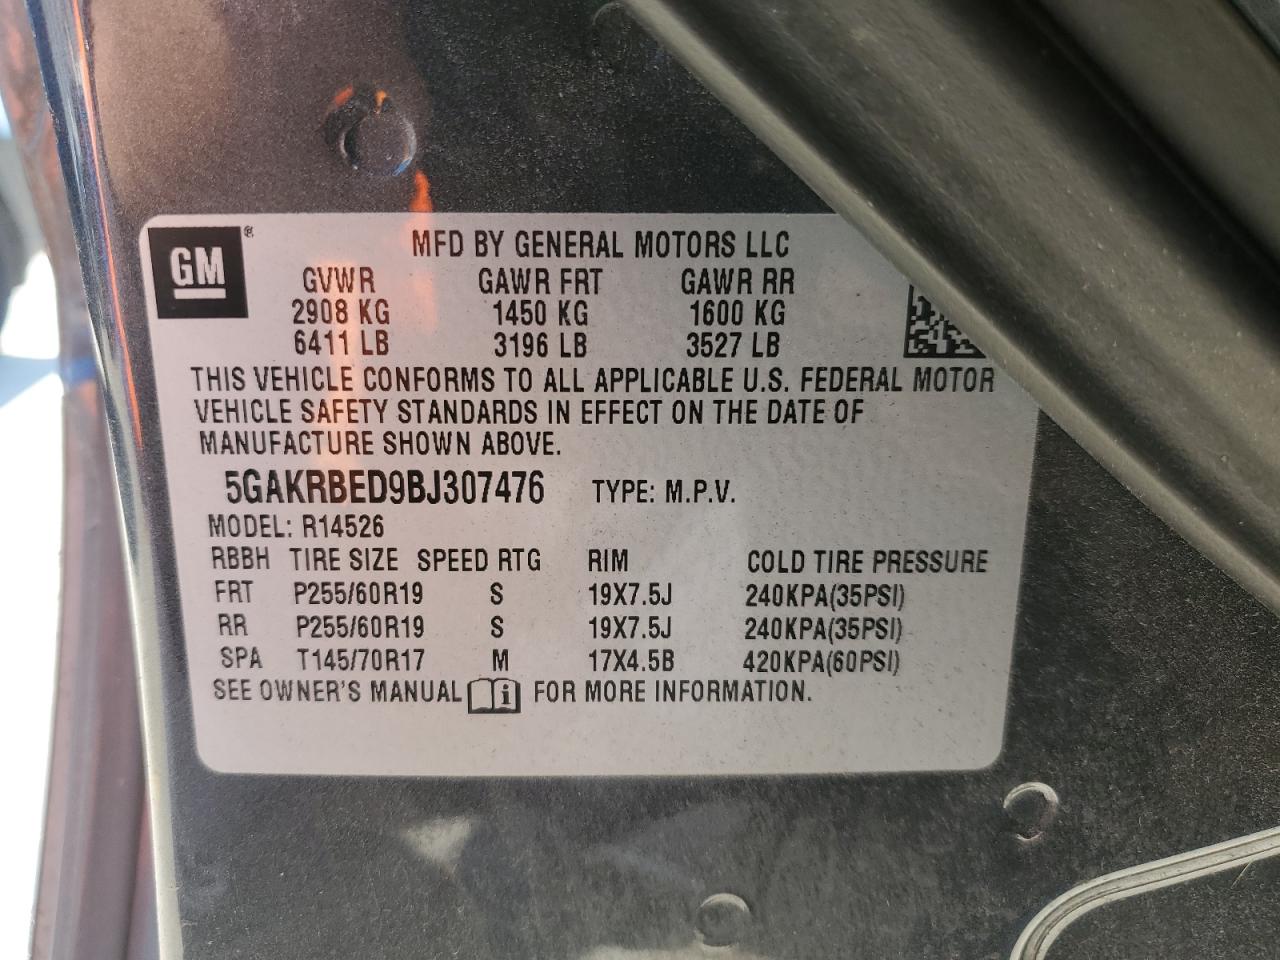 GM®
MFD BY GENERAL MOTORS LLC
GVWR GAWR FRT GAWR RR
2908 KG 1450 KG 1600 KG
6411 LB 3196 LB 3527 LB
THIS VEHICLE CONFORMS TO ALL APPLICABLE U.S. FEDERAL MOTOR
VEHICLE SAFETY STANDARDS IN EFFECT ON THE DATE OF
MANUFACTURE SHOWN ABOVE.
5GAKRBED9BJ307476 TYPE: M.P.V.
MODEL: R14526
RBBH TIRE SIZE SPEED RTG RIM COLD TIRE PRESSURE
FRT P255/60R19 S 19X7.5J 240KPA(35PSI)
RR P255/60R19 S 19X7.5J 240KPA(35PSI)
SPA T145/70R17 M 17X4.5B 420KPA(60PSI)
SEE OWNER'S MANUAL i FOR MORE INFORMATION.